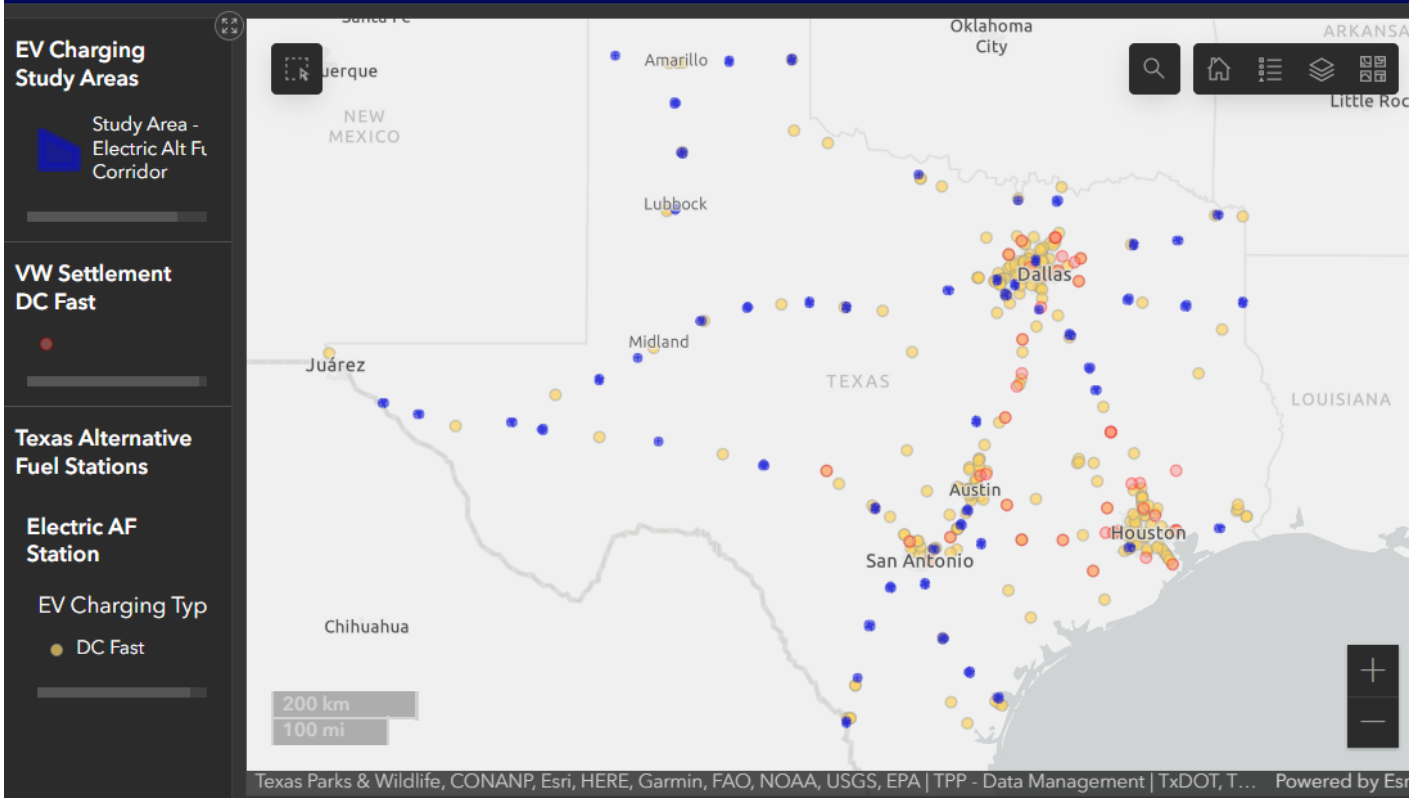 EV Charging
Study Areas
Study Area -
Electric Alt Fu
Corridor
VW Settlement
DC Fast
Texas Alternative
Fuel Stations
Electric AF
Station
EV Charging Typ
DC Fast
Oklahoma
City
ARKANSA
Amarillo
uerque
Little Roc
NEW
MEXICO
Lubbock
Dallas
Midland
Juárez
TEXAS
LOUISIANA
Austin
Houston
San Antonio
Chihuahua
200 km
100 mi
Texas Parks & Wildlife, CONANP, Esri, HERE, Garmin, FAO, NOAA, USGS, EPA | TPP - Data Management | TxDOT, T... Powered by Esr